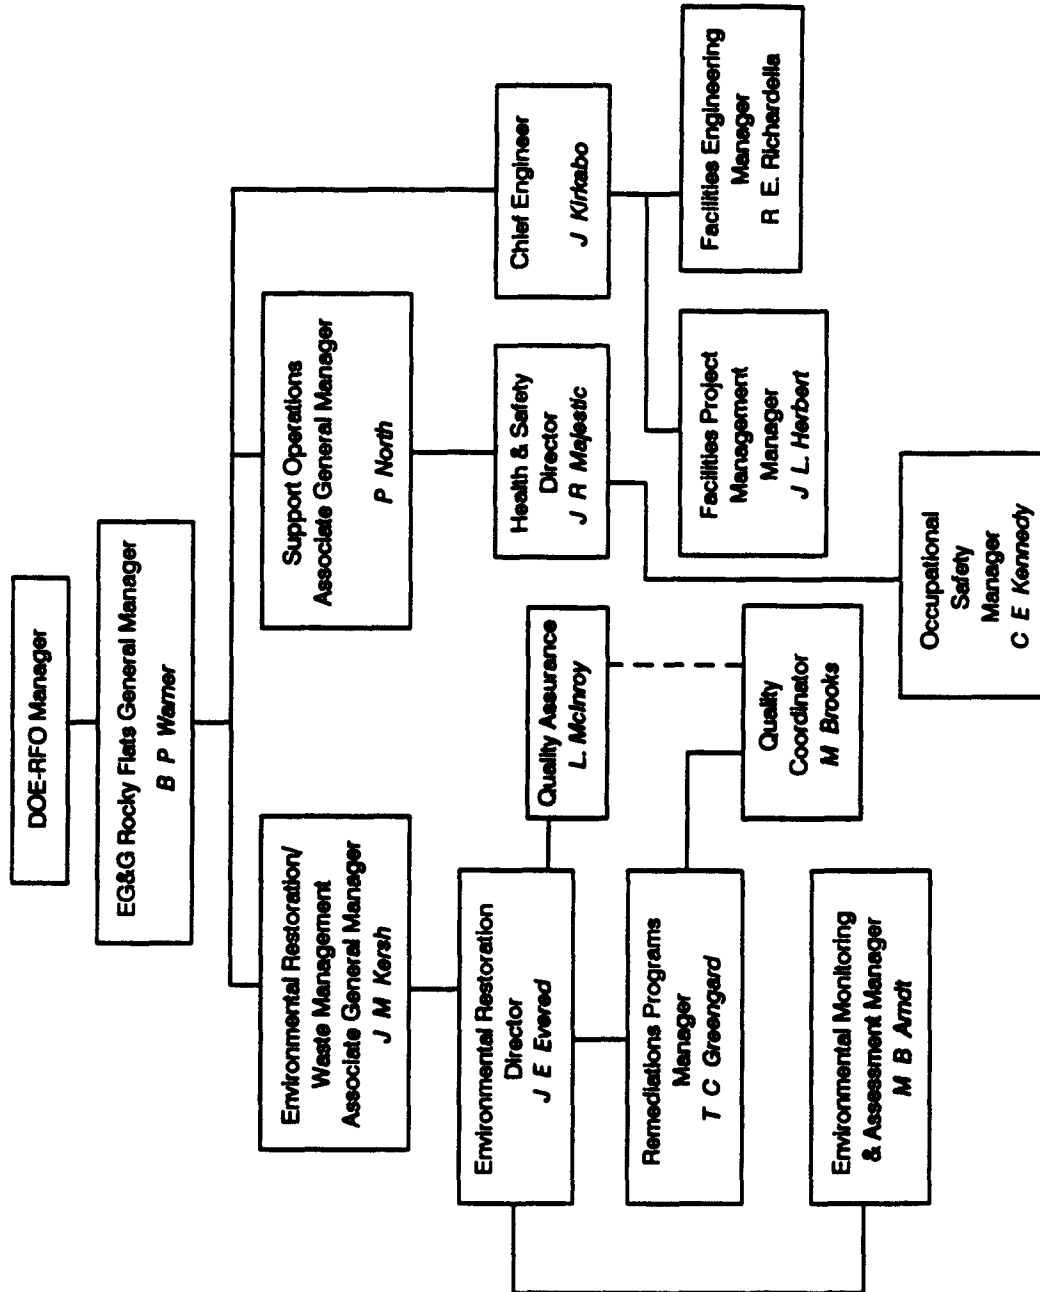 DOE-RFO Manager
EG&G Rocky Flats General Manager
B P Warner
Environmental Restoration/
Waste Management
Associate General Manager
J M Kersh
Support Operations
Associate General Manager
P North
Environmental Restoration
Director
J E Evered
Quality Assurance
L. McInroy
Health & Safety
Director
J R Majestic
Chief Engineer
J Kirkabo
Remediations Programs
Manager
T C Greengard
Quality
Coordinator
M Brooks
Facilities Project
Management
Manager
J L. Herbert
Facilities Engineering
Manager
R E. Richardella
Environmental Monitoring
& Assessment Manager
M B Arndt
Occupational
Safety
Manager
C E Kennedy